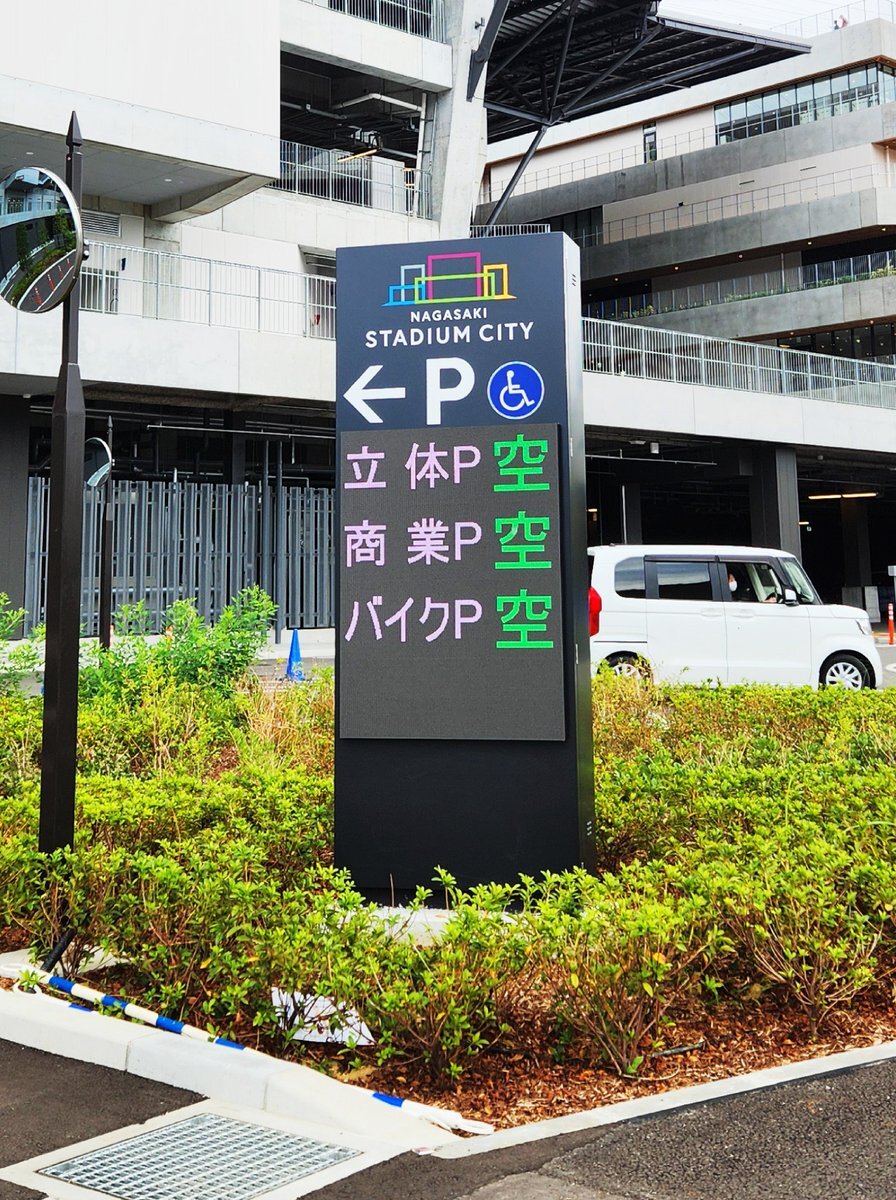 NAGASAKI
STADIUM CITY
← P
立 体P 空
商 業P 空
バイクP 空